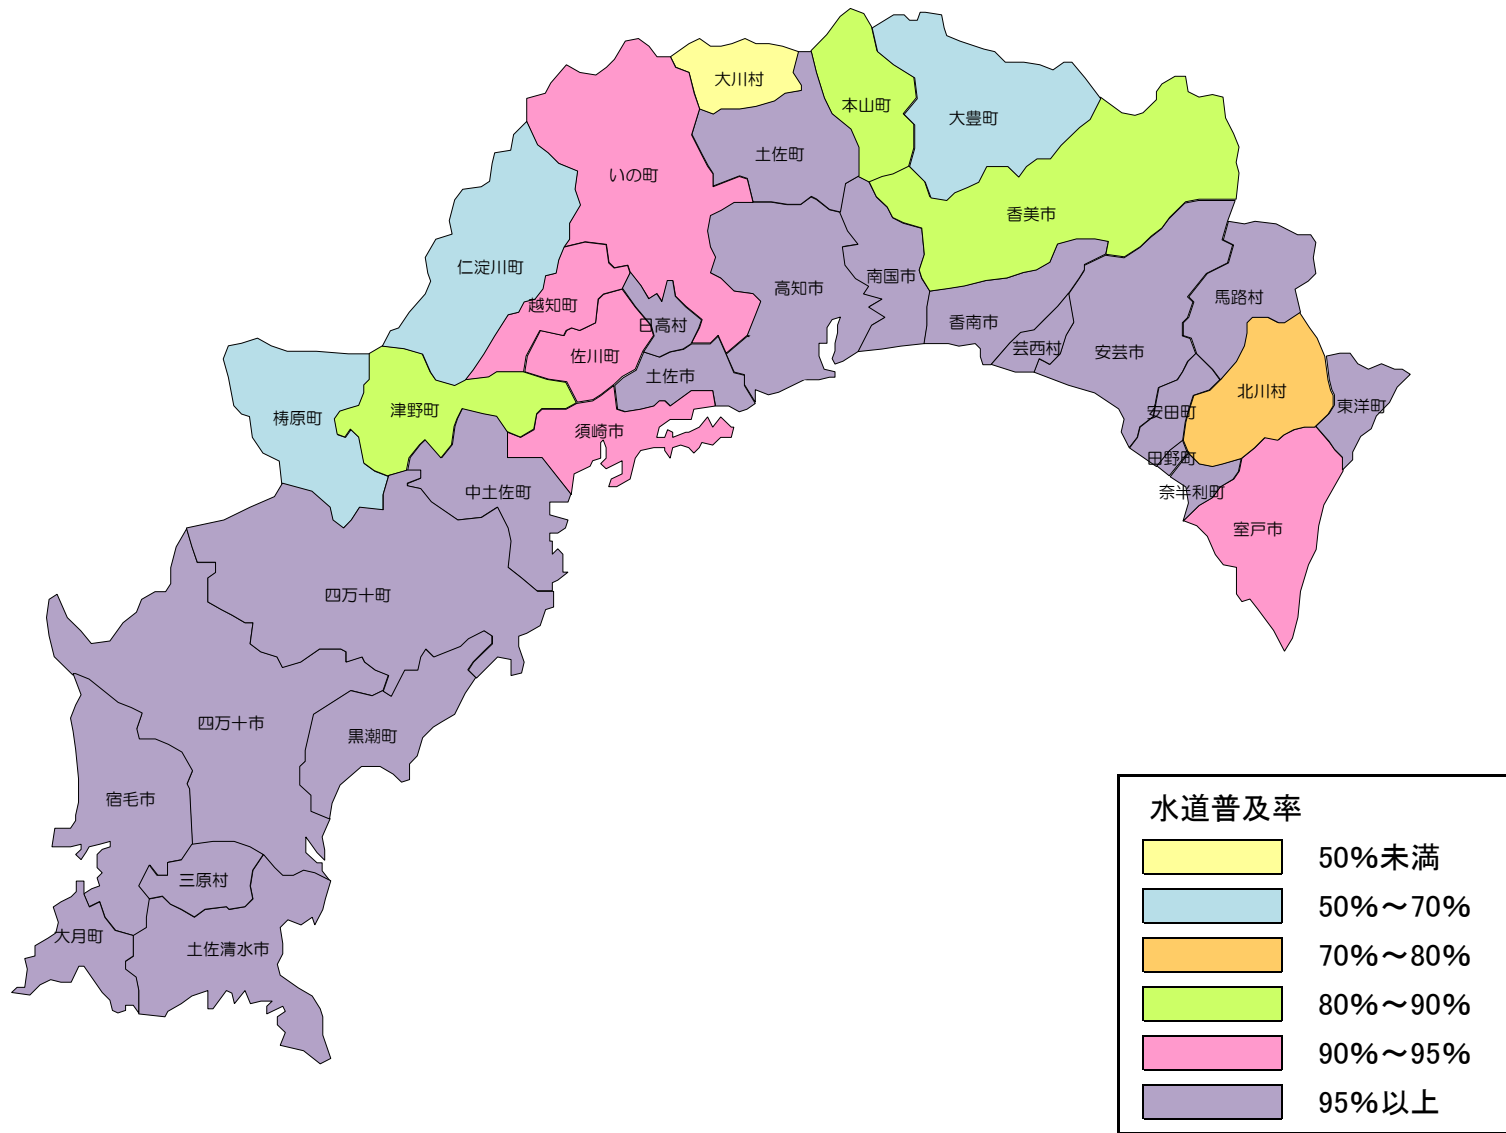 大川村
本山町
大豊町
土佐町
いの町
香美市
仁淀川町
南国市
高知市
馬路村
越知町
日高村
香南市
芸西村
安芸市
佐川町
土佐市
北川村
東洋町
津野町
梼原町
安田町
須崎市
田野町
中土佐町
奈半利町
室戸市
四万十町
四万十市
黒潮町
宿毛市
三原村
大月町
土佐清水市
水道普及率
50%未満
50%～70%
70%～80%
80%～90%
90%～95%
95%以上